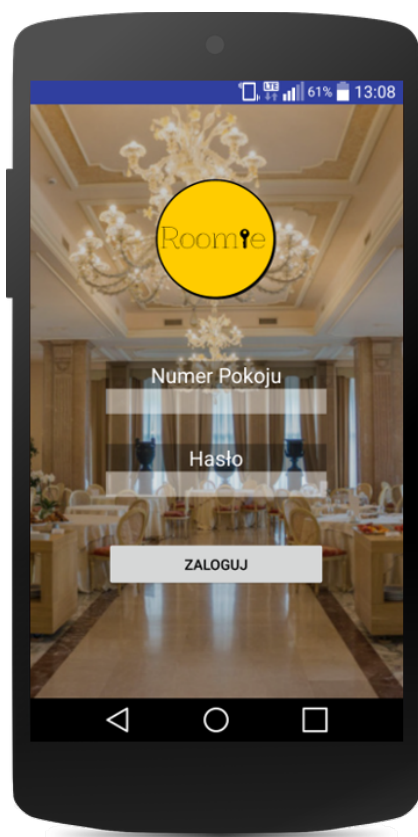 LTE
61% 13:08
Roomie
Numer Pokoju
Hasło
ZALOGUJ